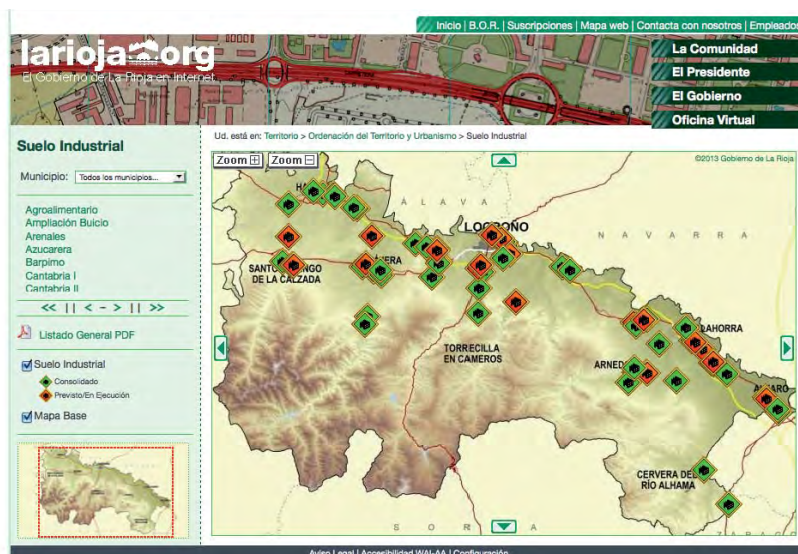 Inicio | B.O.R. | Suscripciones | Mapa web | Contacta con nosotros | Empleados
larioja.org
El Gobierno de La Rioja en Internet
La Comunidad
El Presidente
El Gobierno
Oficina Virtual
Ud. está en: Territorio > Ordenación del Territorio y Urbanismo > Suelo Industrial
Suelo Industrial
Municipio: Todos los municipios...
Agroalimentario
Ampliación Buicio
Arenales
Azucarera
Barpimo
Cantabria I
Cantabria II
<< || < - > || >>
Listado General PDF
Suelo Industrial
Consolidado
Previsto/En Ejecución
Mapa Base
Zoom
Zoom
©2013 Gobierno de La Rioja
ÁLAVA
LOGROÑO
NAVARRA
DE LA CALZADA
TORRECILLA
EN CAMEROS
CERVERA DEL
RÍO ALHAMA
Aviso Legal | Accesibilidad WAI-AA | Configuración